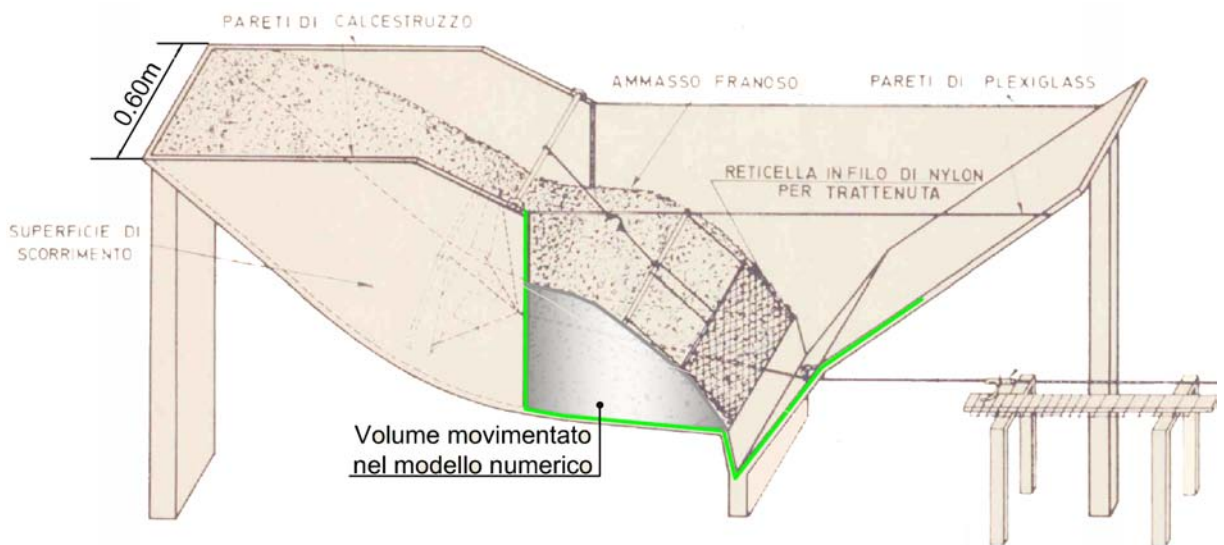 PARETI DI CALCESTRUZZO
0.60m
AMMASSO FRANOSO
PARETI DI PLEXIGLASS
RETICELLA IN FILO DI NYLON
PER TRATTENUTA
SUPERFICIE DI
SCORRIMENTO
Volume movimentato
nel modello numerico